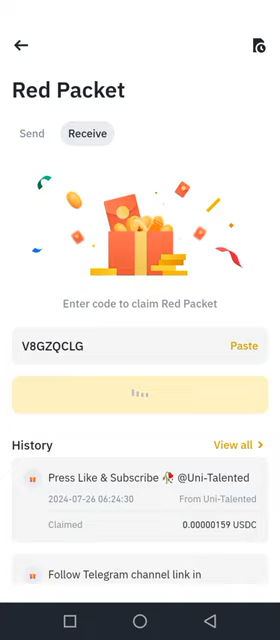 Red Packet
Send
Receive
Enter code to claim Red Packet
V8GZQCLG
Paste
History
View all
Press Like & Subscribe 🥀 @Uni-Talented
2024-07-26 06:24:30
From Uni-Talented
Claimed
0.00000159 USDC
Follow Telegram channel link in